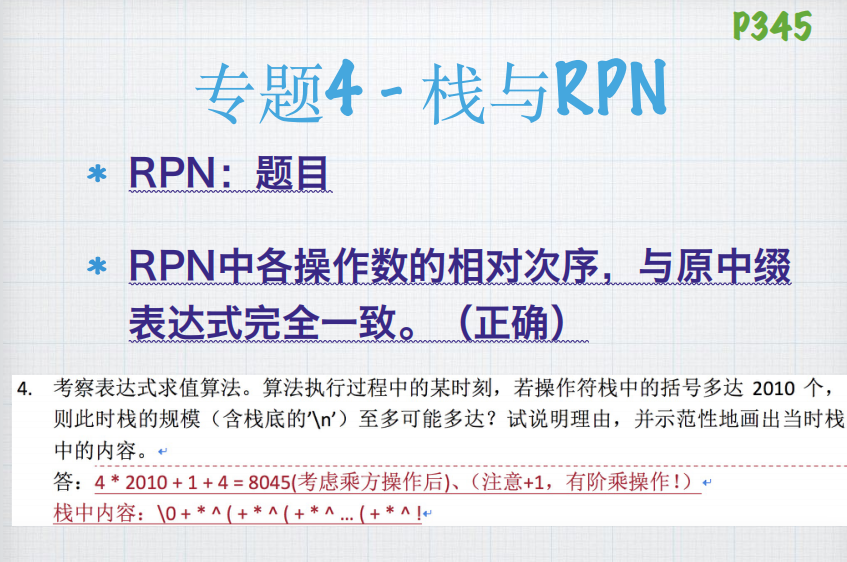 P345
专题4 - 栈与RPN
* RPN：题目
* RPN中各操作数的相对次序，与原中缀
表达式完全一致。（正确）
4. 考察表达式求值算法。算法执行过程中的某时刻，若操作符栈中的括号多达 2010 个，
则此时栈的规模（含栈底的'\n'）至多可能多达？试说明理由，并示范性地画出当时栈
中的内容。
答：4 * 2010 + 1 + 4 = 8045(考虑乘方操作后)、（注意+1，有阶乘操作！）
栈中内容：\0 + * ^ ( + * ^ ( + * ^ ... ( + * ^ !